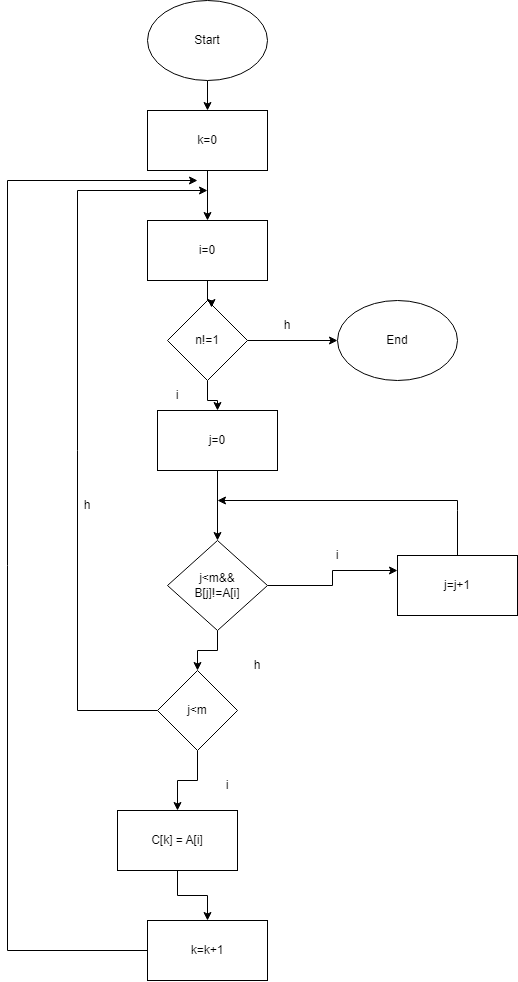 Start
k=0
i=0
n!=1
h
End
i
j=0
h
j<m&&
B[j]!=A[i]
i
j=j+1
h
j<m
i
C[k] = A[i]
k=k+1